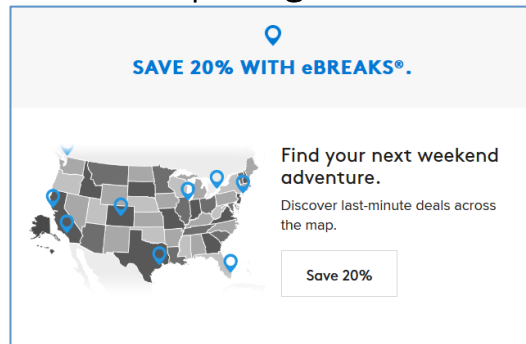 SAVE 20% WITH eBREAKS®.
Find your next weekend
adventure.
Discover last-minute deals across
the map.
Save 20%